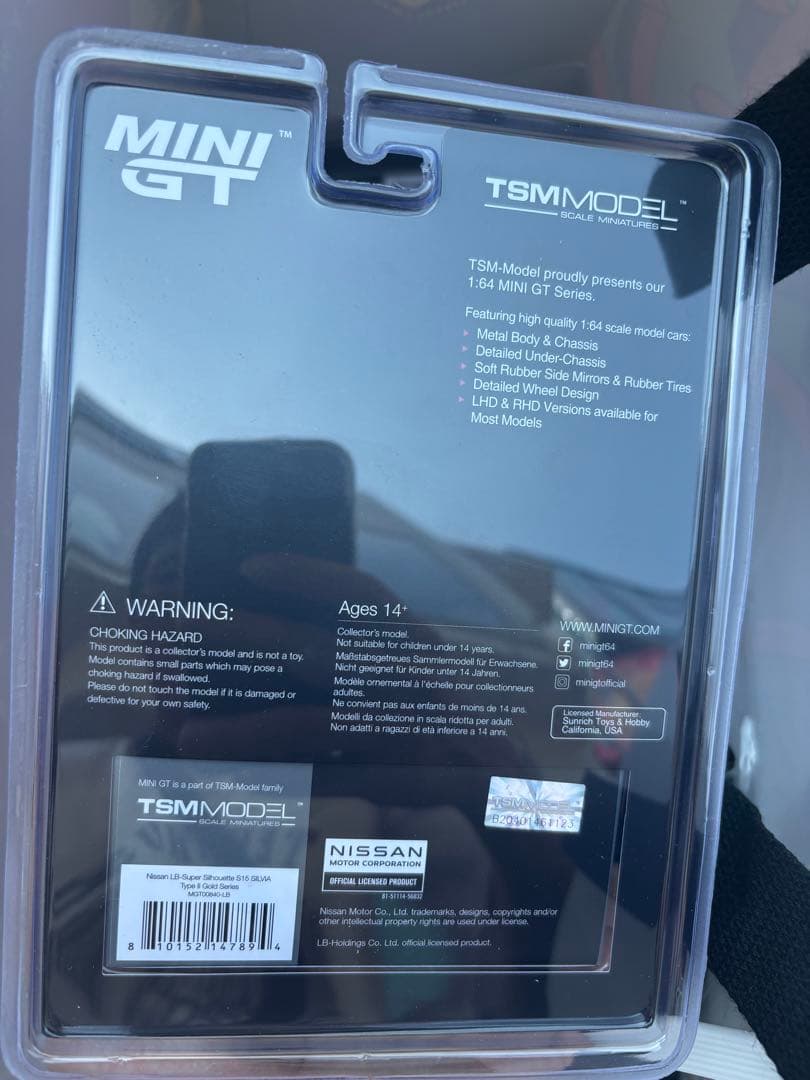 MINI GT™
TSMMODEL™
SCALE MINIATURES
TSM-Model proudly presents our
1:64 MINI GT Series.
Featuring high quality 1:64 scale model cars:
Metal Body & Chassis
Detailed Under-Chassis
Soft Rubber Side Mirrors & Rubber Tires
Detailed Wheel Design
LHD & RHD Versions available for
Most Models
WARNING:
CHOKING HAZARD
This product is a collector's model and is not a toy.
Model contains small parts which may pose a
choking hazard if swallowed.
Please do not touch the model if it is damaged or
defective for your own safety.
Ages 14+
Collector's model.
Not suitable for children under 14 years.
Maßstabsgetreues Sammlermodell für Erwachsene.
Nicht geeignet für Kinder unter 14 Jahren.
Modèle ornemental à l'échelle pour collectionneurs
adultes.
Ne convient pas aux enfants de moins de 14 ans.
Modelli da collezione in scala ridotta per adulti.
Non adatti a ragazzi di età inferiore a 14 anni.
WWW.MINIGT.COM
minigt64
minigt64
minigtofficial
Licensed Manufacturer
Sunrich Toys & Hobby
California, USA
MINI GT is a part of TSM-Model family
TSMMODEL™
SCALE MINIATURES
Nissan LB-Super Silhouette S15 SILVIA
Type II Gold Series
MGT00840-LB
8 10152 14789 4
TSMMODEL
B20401461123
NISSAN
MOTOR CORPORATION
OFFICIAL LICENSED PRODUCT
Nissan Motor Co., Ltd. trademarks, designs, copyrights and/or
other intellectual property rights are used under license.
LB-Holdings Co. Ltd. official licensed product.